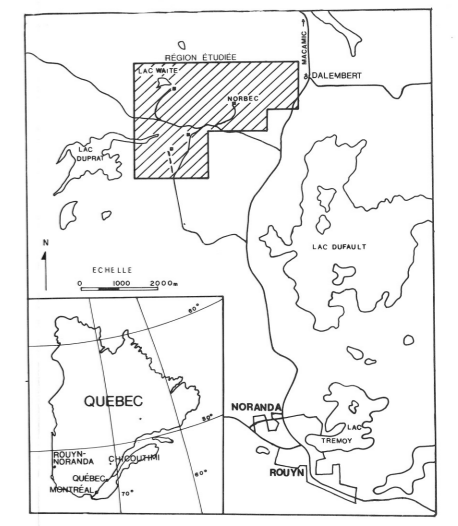 RÉGION ÉTUDIÉE
LAC WAITE
MACAMIC
DALEMBERT
NORBEC
LAC
DUPRAT
LAC DUFAULT
N
ECHELLE
0 1000 2000m
60°
QUEBEC
50°
NORANDA
LAC
TREMOY
ROUYN
ROUYN-
NORANDA
CHICOUTIMI
QUÉBEC
MONTRÉAL
70°
60°